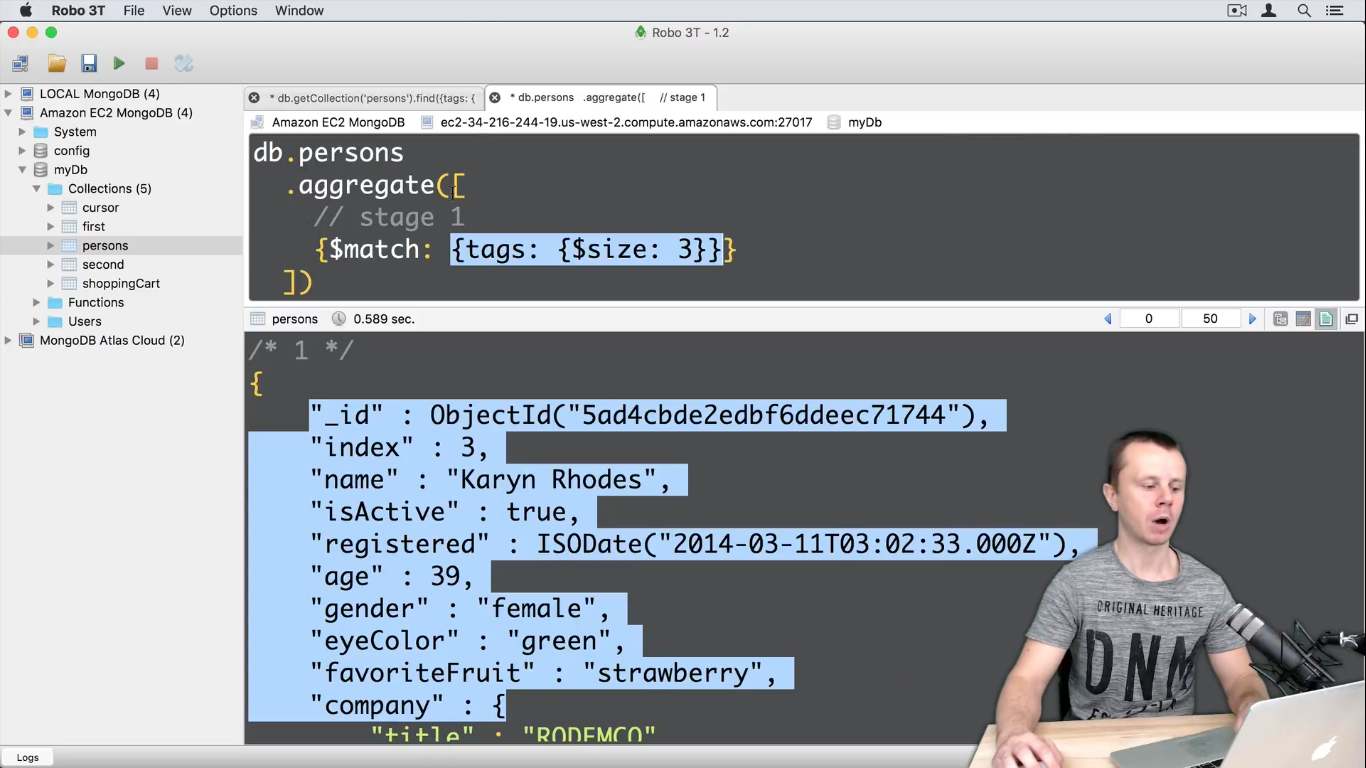 Robo 3T File View Options Window
Robo 3T - 1.2
LOCAL MongoDB (4)
Amazon EC2 MongoDB (4)
System
config
myDb
Collections (5)
cursor
first
persons
second
shoppingCart
Functions
Users
MongoDB Atlas Cloud (2)
* db.getCollection('persons').find({tags: { * db.persons .aggregate([ // stage 1
Amazon EC2 MongoDB ec2-34-216-244-19.us-west-2.compute.amazonaws.com:27017 myDb
db.persons
.aggregate([
// stage 1
{$match: {tags: {$size: 3}}}
])
persons 0.589 sec. 0 50
/* 1 */
{
"_id" : ObjectId("5ad4cbde2edbf6ddeec71744"),
"index" : 3,
"name" : "Karyn Rhodes",
"isActive" : true,
"registered" : ISODate("2014-03-11T03:02:33.000Z"),
"age" : 39,
"gender" : "female",
"eyeColor" : "green",
"favoriteFruit" : "strawberry",
"company" : {
"title" : "RODEMCO"
ORIGINAL HERITAGE
DNM
Logs